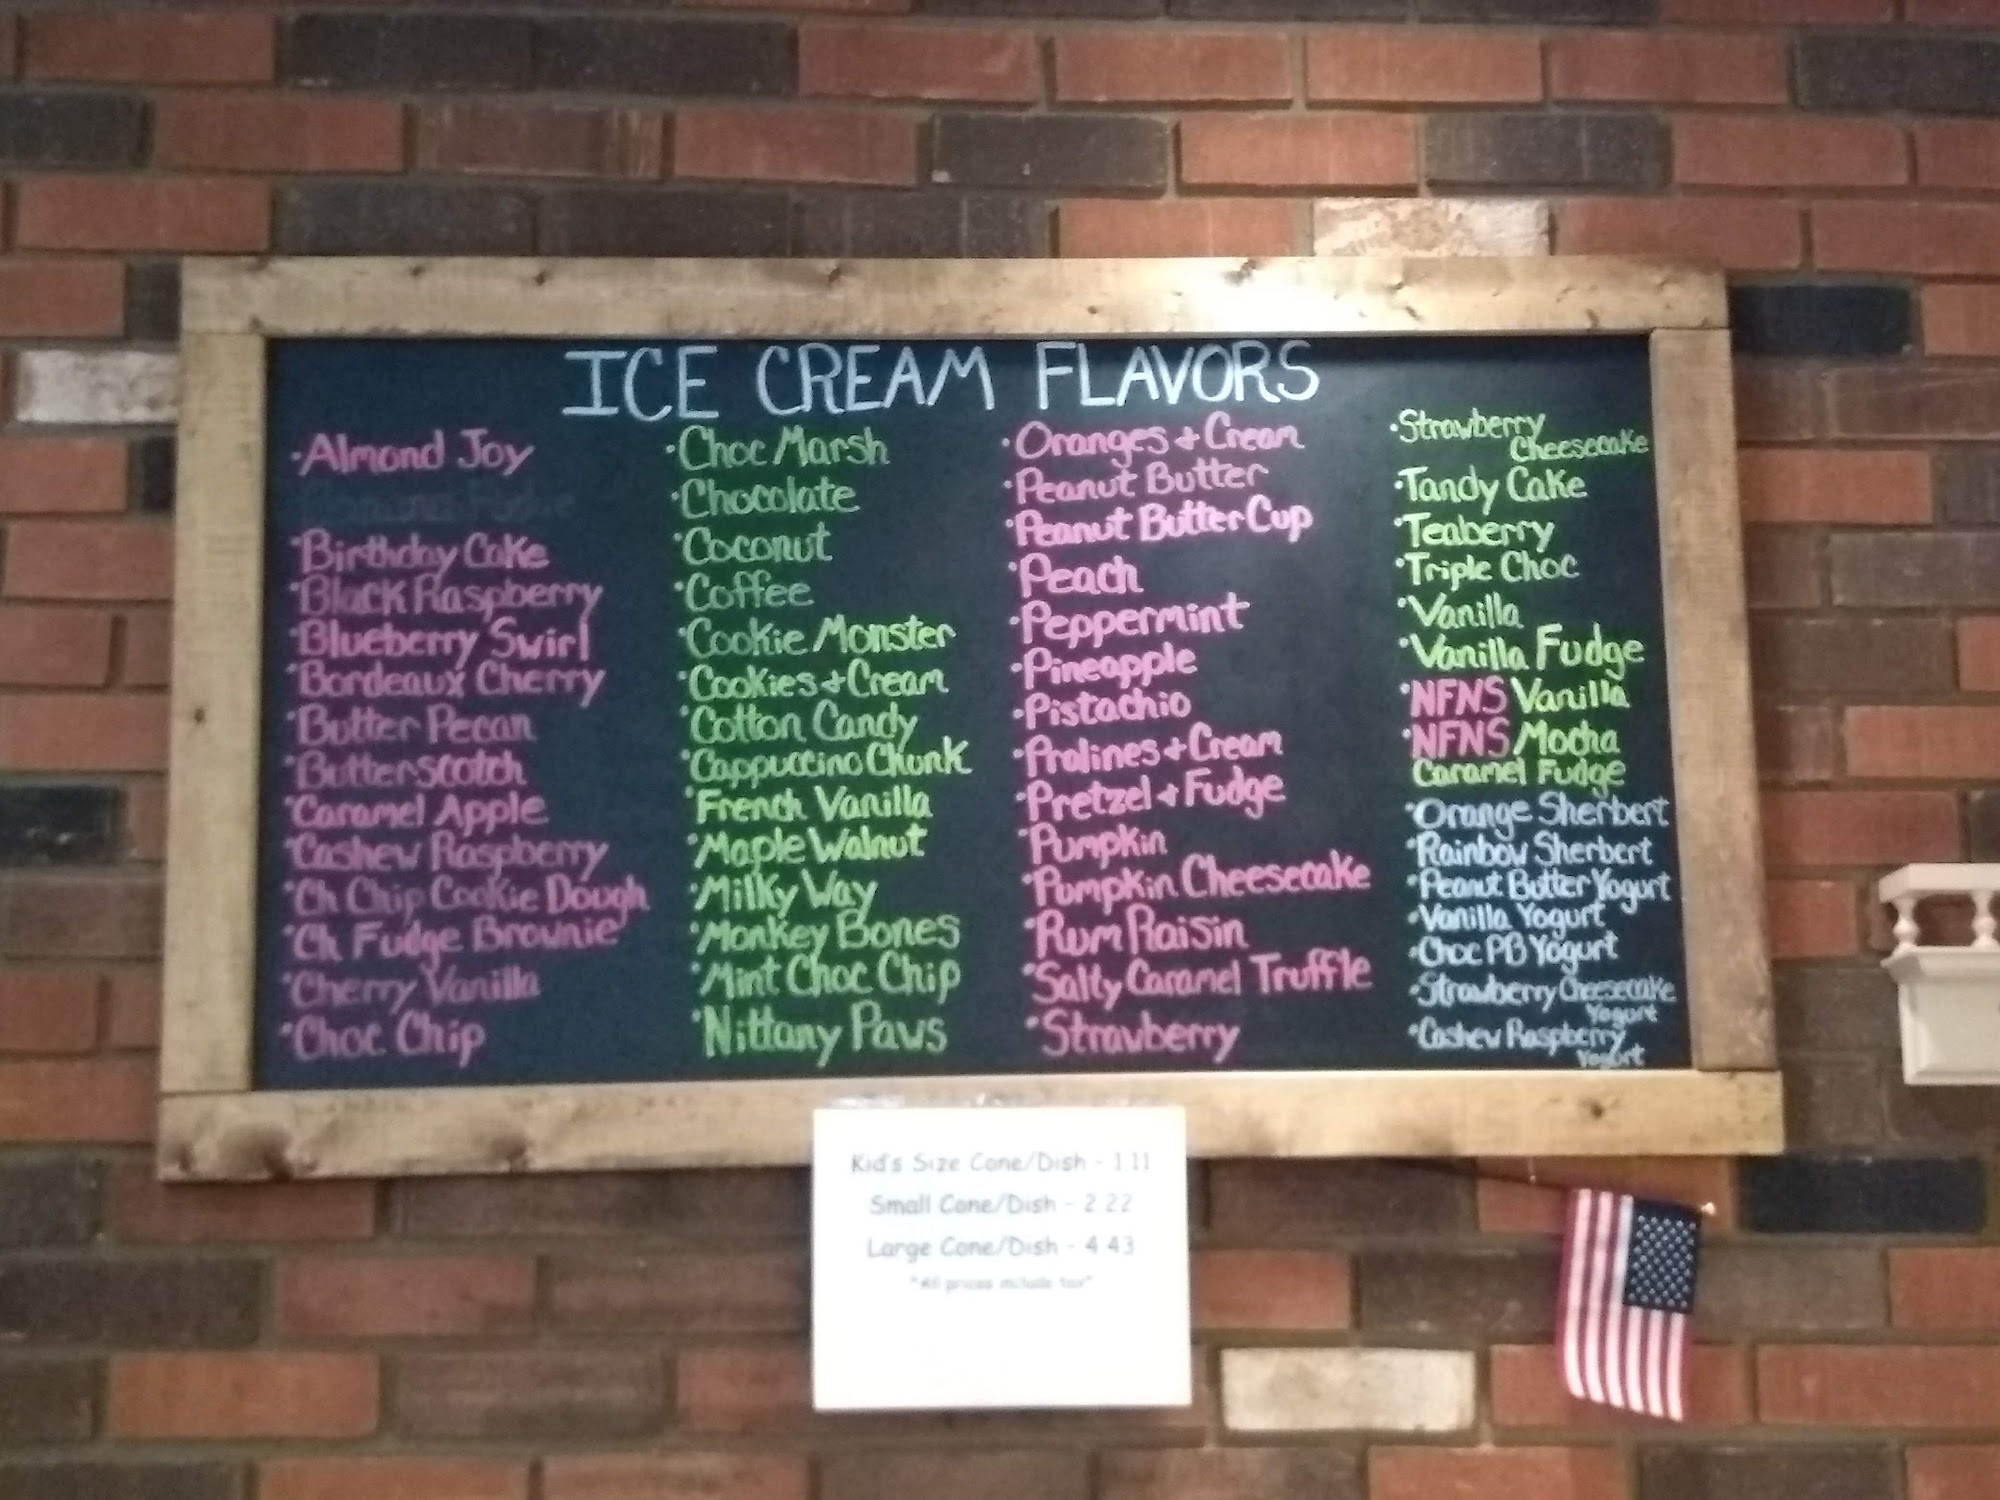 ICE CREAM FLAVORS
•Almond Joy
•Birthday Cake
•Black Raspberry
•Blueberry Swirl
•Bordeaux Cherry
•Butter Pecan
•Butterscotch
•Caramel Apple
•Cashew Raspberry
•Ch Chip Cookie Dough
•Ch Fudge Brownie
•Cherry Vanilla
•Choc Chip
•Choc Marsh
•Chocolate
•Coconut
•Coffee
•Cookie Monster
•Cookies + Cream
•Cotton Candy
•Cappuccino Chunk
•French Vanilla
•Maple Walnut
•Milky Way
•Monkey Bones
•Mint Choc Chip
•Nittany Paws
•Oranges + Cream
•Peanut Butter
•Peanut Butter Cup
•Peach
•Peppermint
•Pineapple
•Pistachio
•Pralines + Cream
•Pretzel + Fudge
•Pumpkin
•Pumpkin Cheesecake
•Rum Raisin
•Salty Caramel Truffle
•Strawberry
•Strawberry
Cheesecake
•Tandy Cake
•Teaberry
•Triple Choc
•Vanilla
•Vanilla Fudge
•NFNS Vanilla
•NFNS Mocha
Caramel Fudge
•Orange Sherbert
•Rainbow Sherbert
•Peanut Butter Yogurt
•Vanilla Yogurt
•Choc PB Yogurt
•Strawberry Cheesecake
Yogurt
•Cashew Raspberry
Yogurt
Kid's Size Cone/Dish - 1.11
Small Cone/Dish - 2.22
Large Cone/Dish - 4.43
*All prices include tax*